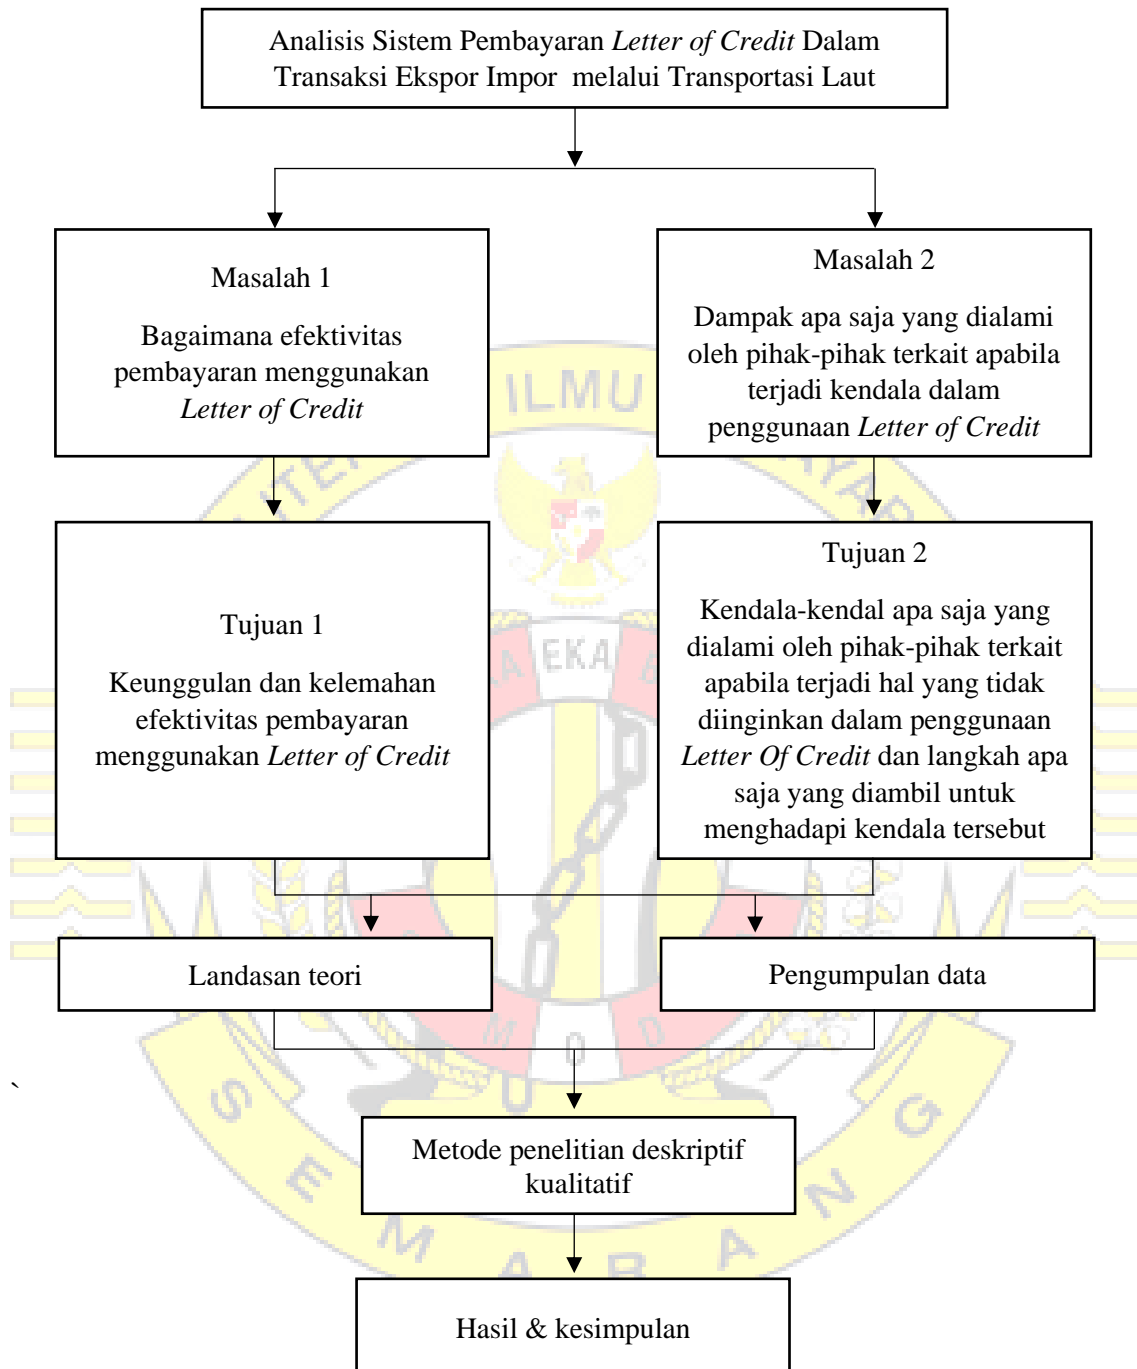 Analisis Sistem Pembayaran Letter of Credit Dalam
Transaksi Ekspor Impor melalui Transportasi Laut
Masalah 1
Bagaimana efektivitas
pembayaran menggunakan
Letter of Credit
Masalah 2
Dampak apa saja yang dialami
oleh pihak-pihak terkait apabila
terjadi kendala dalam
penggunaan Letter of Credit
ILMU
Tujuan 1
Keunggulan dan kelemahan
efektivitas pembayaran
menggunakan Letter of Credit
Tujuan 2
Kendala-kendal apa saja yang
dialami oleh pihak-pihak terkait
apabila terjadi hal yang tidak
diinginkan dalam penggunaan
Letter Of Credit dan langkah apa
saja yang diambil untuk
menghadapi kendala tersebut
EKA
Landasan teori
Pengumpulan data
`
Metode penelitian deskriptif
kualitatif
SEMARANG
Hasil & kesimpulan